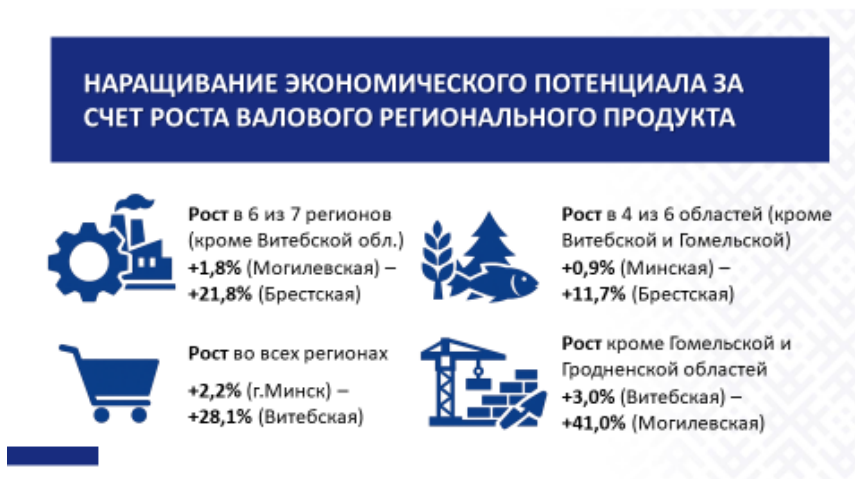 НАРАЩИВАНИЕ ЭКОНОМИЧЕСКОГО ПОТЕНЦИАЛА ЗА
СЧЕТ РОСТА ВАЛОВОГО РЕГИОНАЛЬНОГО ПРОДУКТА
Рост в 6 из 7 регионов
(кроме Витебской обл.)
+1,8% (Могилевская) –
+21,8% (Брестская)
Рост в 4 из 6 областей (кроме
Витебской и Гомельской)
+0,9% (Минская) –
+11,7% (Брестская)
Рост во всех регионах
+2,2% (г.Минск) –
+28,1% (Витебская)
Рост кроме Гомельской и
Гродненской областей
+3,0% (Витебская) –
+41,0% (Могилевская)